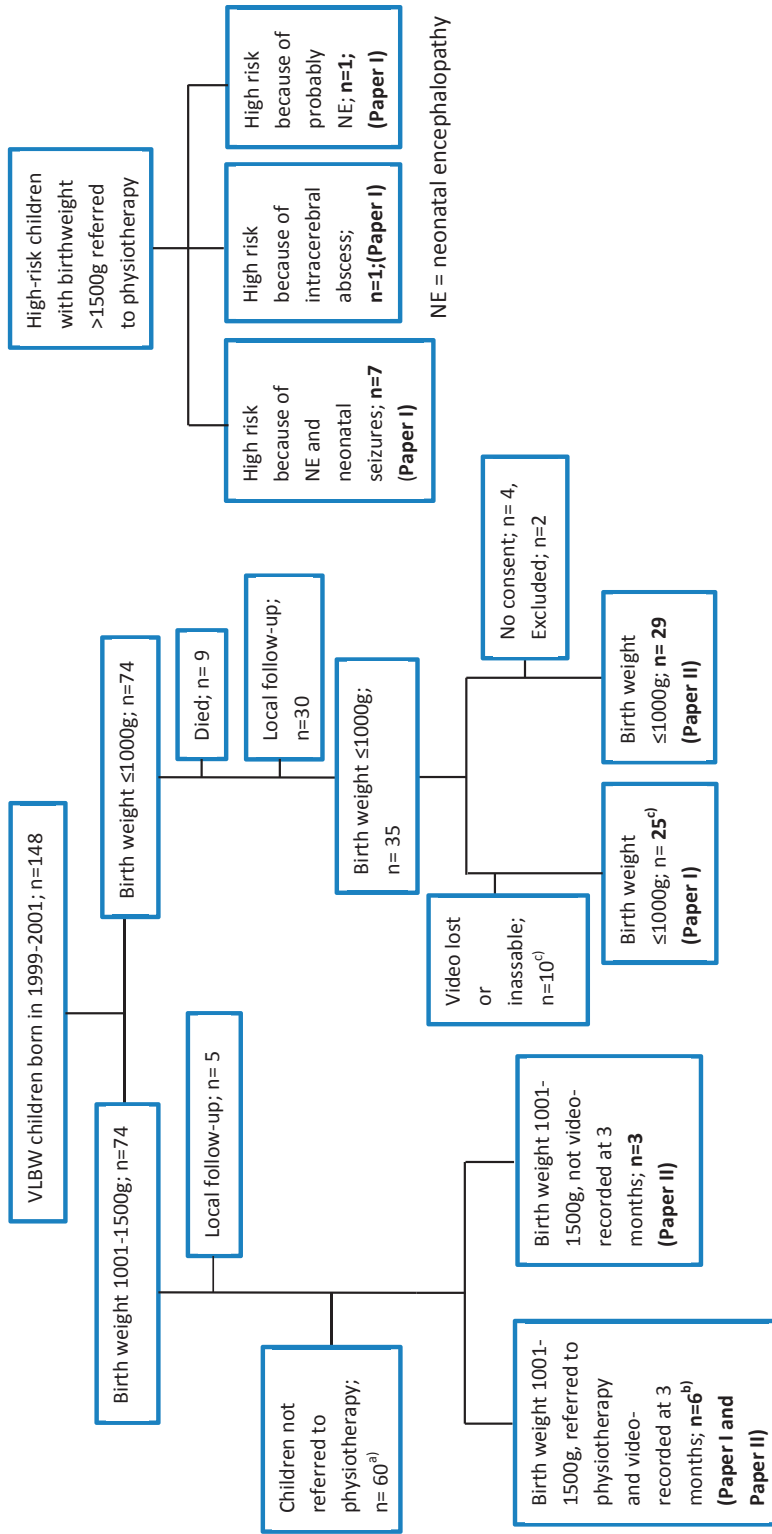 VLBW children born in 1999-2001; n=148
Birth weight 1001-1500g; n=74
Birth weight ≤1000g; n=74
Local follow-up; n= 5
Died; n= 9
Children not
referred to
physiotherapy;
n= 60a)
Local follow-up;
n=30
Birth weight ≤1000g;
n= 35
Video lost
or
inassable;
n=10c)
No consent; n= 4,
Excluded; n=2
Birth weight 1001-
1500g, referred to
physiotherapy
and video-
recorded at 3
months; n=6b)
(Paper I and
Paper II)
Birth weight 1001-
1500g, not video-
recorded at 3
months; n=3
(Paper II)
Birth weight
≤1000g; n= 25c)
(Paper I)
Birth weight
≤1000g; n= 29
(Paper II)
High-risk children
with birthweight
>1500g referred
to physiotherapy
High risk
because of
NE and
neonatal
seizures; n=7
(Paper I)
High risk
because of
intracerebral
abscess;
n=1;(Paper I)
High risk
because of
probably
NE; n=1;
(Paper I)
NE = neonatal encephalopathy